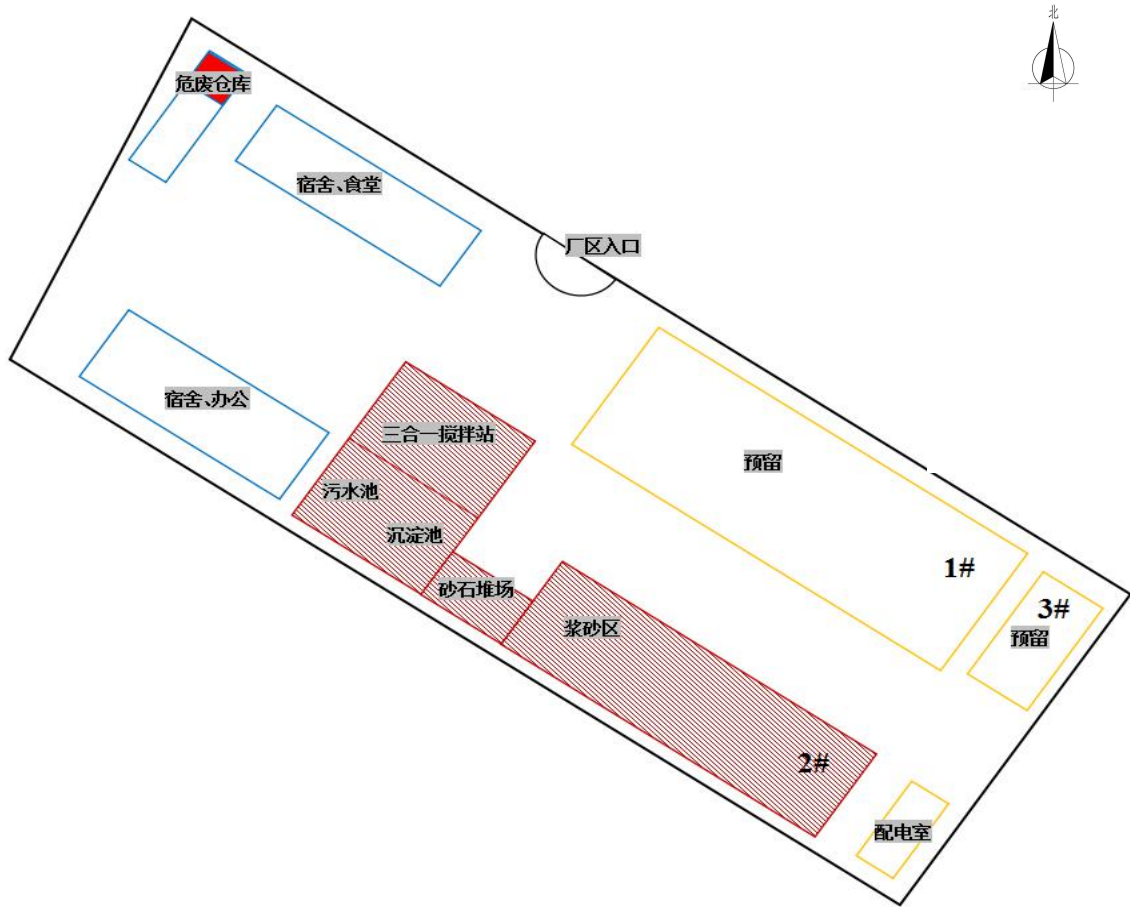 北
危废仓库
宿舍、食堂
厂区入口
宿舍、办公
三合一搅拌站
预留
污水池
沉淀池
1#
砂石堆场
3#
浆砂区
预留
2#
配电室